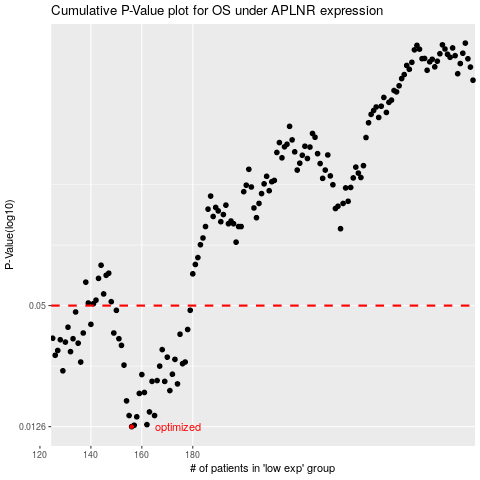 Cumulative P-Value plot for OS under APLNR expression
P-Value(log10)
0.05
0.0126
optimized
120
140
160
180
# of patients in 'low exp' group